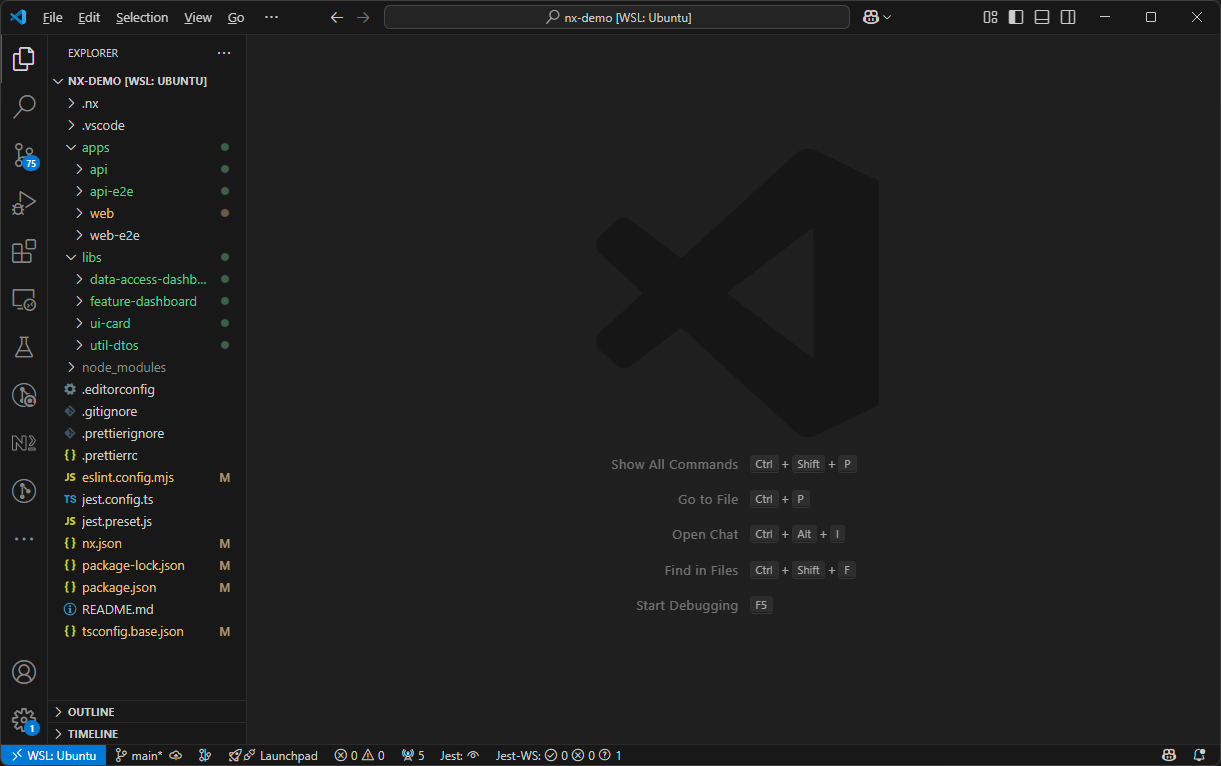 File Edit Selection View Go ··· nx-demo [WSL: Ubuntu]
EXPLORER ···
NX-DEMO [WSL: UBUNTU]
.nx
.vscode
apps
api
api-e2e
web
web-e2e
libs
data-access-dashb...
feature-dashboard
ui-card
util-dtos
node_modules
.editorconfig
.gitignore
.prettierignore
{} .prettierrc
JS eslint.config.mjs M
TS jest.config.ts
JS jest.preset.js
{} nx.json M
{} package-lock.json M
{} package.json M
README.md
{} tsconfig.base.json M
OUTLINE
TIMELINE
75
1
Show All Commands Ctrl + Shift + P
Go to File Ctrl + P
Open Chat Ctrl + Alt + I
Find in Files Ctrl + Shift + F
Start Debugging F5
WSL: Ubuntu main* Launchpad 0 0 5 Jest: Jest-WS: 0 0 1